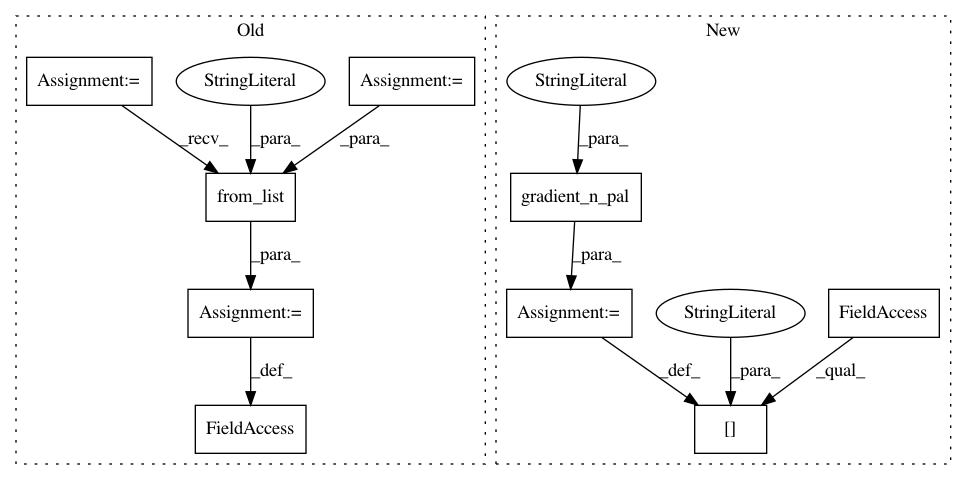 Old
New
Assignment:=
StringLiteral
Assignment:=
StringLiteral
_recv_
_para_
_para_
_para_
from_list
gradient_n_pal
_para_
_para_
Assignment:=
Assignment:=
StringLiteral
FieldAccess
_def_
_def_
_para_
_qual_
FieldAccess
[]